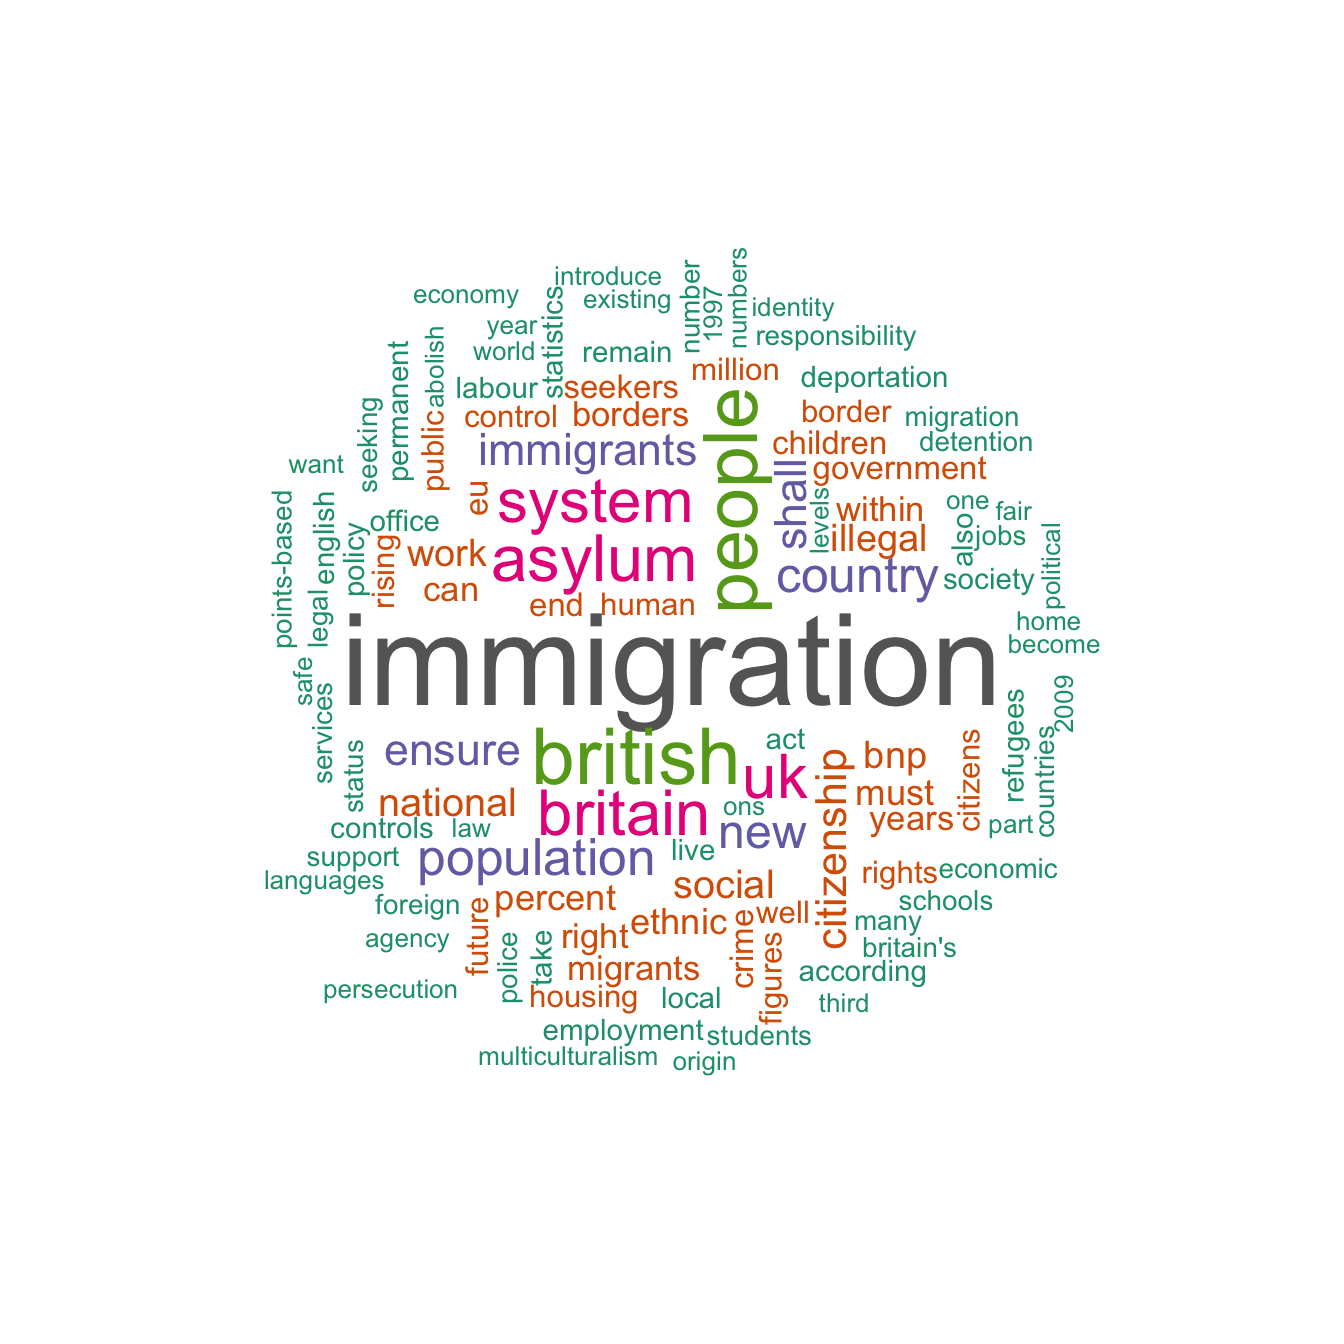 introduce
economy
existing
number
1997
numbers
identity
year
statistics
responsibility
world
remain
abolish
permanent
million
deportation
labour
seekers
people
control
borders
border
migration
seeking
public
immigrants
children
detention
want
shall
government
eu
system
levels
within
one
fair
points-based
english
office
illegal
also
jobs
policy
rising
work
asylum
country
society
political
legal
can
end
human
immigration
home
become
safe
services
2009
refugees
countries
ensure
british
act
citizenship
bnp
citizens
status
uk
must
national
britain
ons
years
part
controls
law
new
support
population
live
rights
economic
languages
social
percent
schools
foreign
future
ethnic
crime
well
many
agency
police
take
right
figures
britain's
migrants
according
persecution
housing
local
third
employment
students
multiculturalism
origin